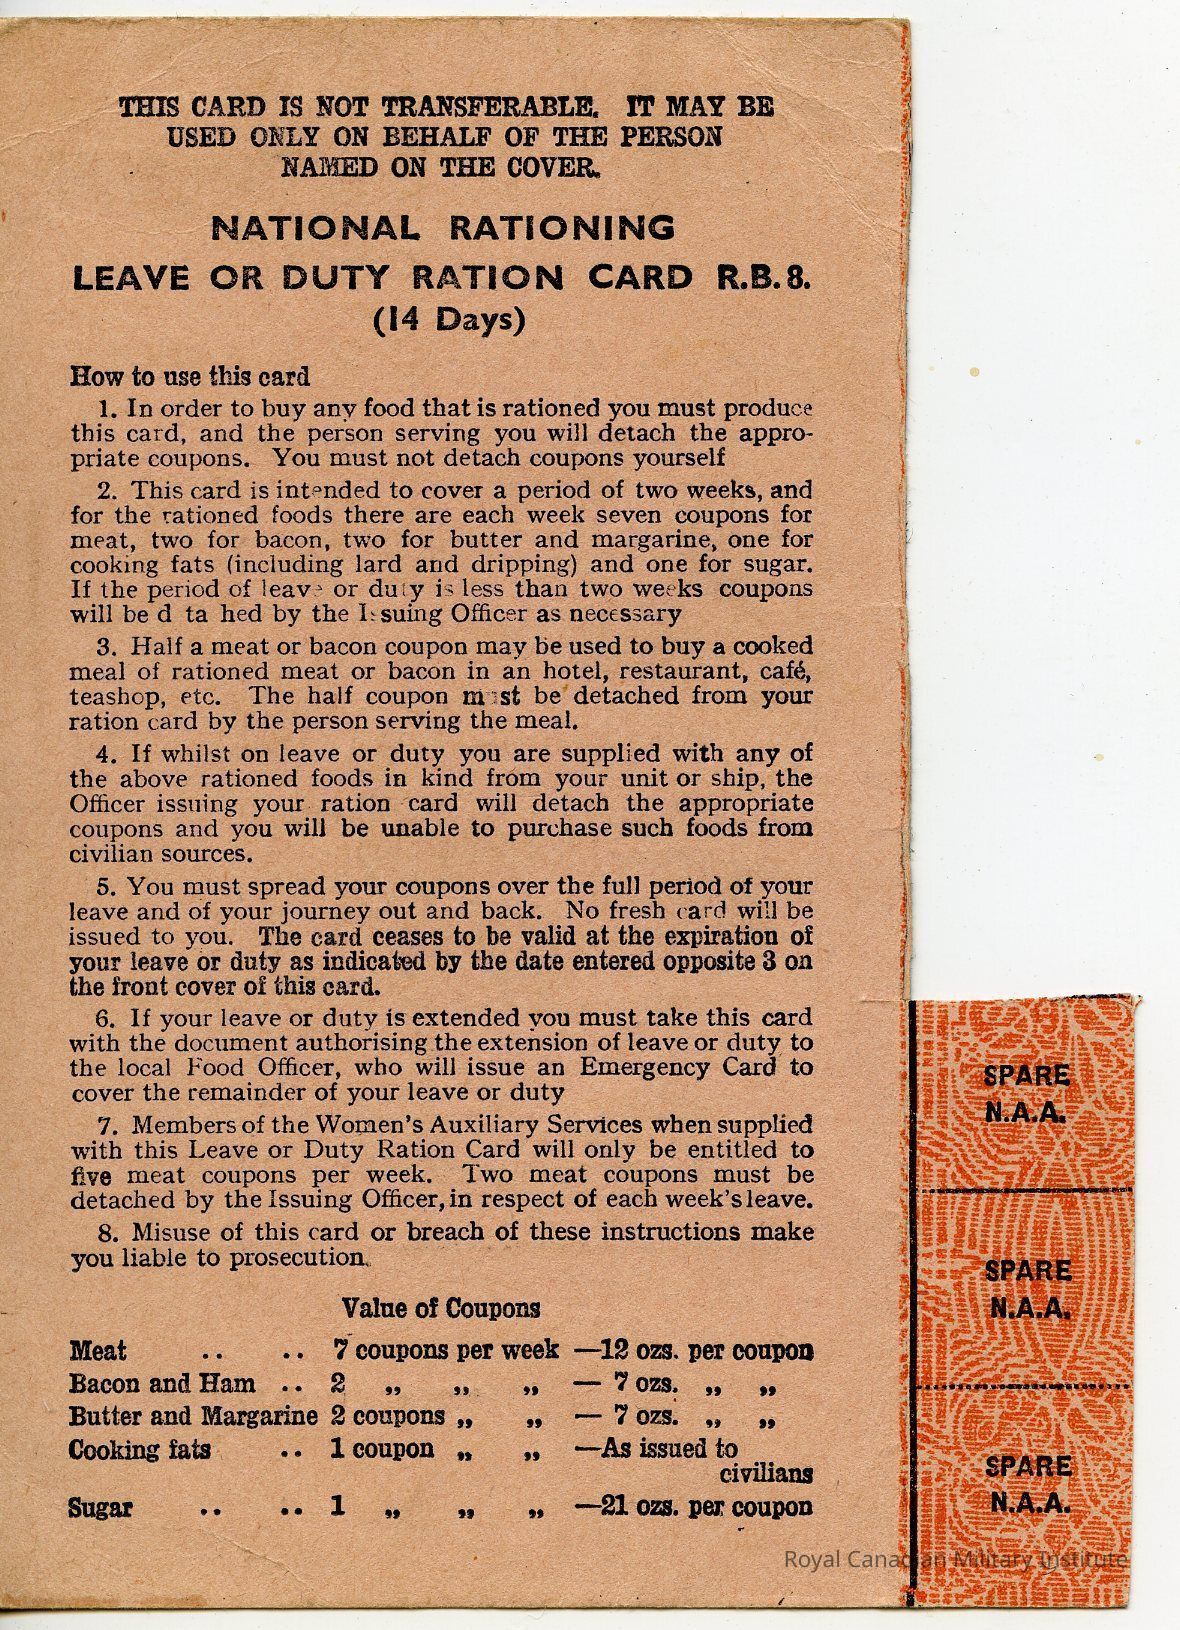 THIS CARD IS NOT TRANSFERABLE. IT MAY BE
USED ONLY ON BEHALF OF THE PERSON
NAMED ON THE COVER.
NATIONAL RATIONING
LEAVE OR DUTY RATION CARD R.B.8.
(14 Days)
How to use this card
1. In order to buy any food that is rationed you must produce
this card, and the person serving you will detach the appro-
priate coupons. You must not detach coupons yourself
2. This card is intended to cover a period of two weeks, and
for the rationed foods there are each week seven coupons for
meat, two for bacon, two for butter and margarine, one for
cooking fats (including lard and dripping) and one for sugar.
If the period of leave or duty is less than two weeks coupons
will be d ta hed by the Issuing Officer as necessary
3. Half a meat or bacon coupon may be used to buy a cooked
meal of rationed meat or bacon in an hotel, restaurant, café,
teashop, etc. The half coupon must be detached from your
ration card by the person serving the meal.
4. If whilst on leave or duty you are supplied with any of
the above rationed foods in kind from your unit or ship, the
Officer issuing your ration card will detach the appropriate
coupons and you will be unable to purchase such foods from
civilian sources.
5. You must spread your coupons over the full period of your
leave and of your journey out and back. No fresh card will be
issued to you. The card ceases to be valid at the expiration of
your leave or duty as indicated by the date entered opposite 3 on
the front cover of this card.
6. If your leave or duty is extended you must take this card
with the document authorising the extension of leave or duty to
the local Food Officer, who will issue an Emergency Card to
cover the remainder of your leave or duty
7. Members of the Women's Auxiliary Services when supplied
with this Leave or Duty Ration Card will only be entitled to
five meat coupons per week. Two meat coupons must be
detached by the Issuing Officer, in respect of each week's leave.
8. Misuse of this card or breach of these instructions make
you liable to prosecution.
Value of Coupons
Meat .. .. 7 coupons per week —12 ozs. per coupon
Bacon and Ham .. 2 „ „ „ — 7 ozs. „ „
Butter and Margarine 2 coupons „ „ — 7 ozs. „ „
Cooking fats .. 1 coupon „ „ —As issued to
civilians
Sugar .. .. 1 „ „ „ —21 ozs. per coupon
SPARE
N.A.A.
SPARE
N.A.A.
SPARE
N.A.A.
Royal Canadian Military Institute